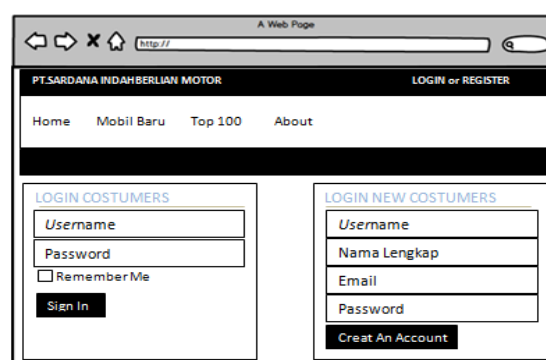 A Web Page
http://
PT.SARDANA INDAHBERLIAN MOTOR
LOGIN or REGISTER
Home Mobil Baru Top 100 About
LOGIN COSTUMERS
Username
Password
Remember Me
Sign In
LOGIN NEW COSTUMERS
Username
Nama Lengkap
Email
Password
Creat An Account